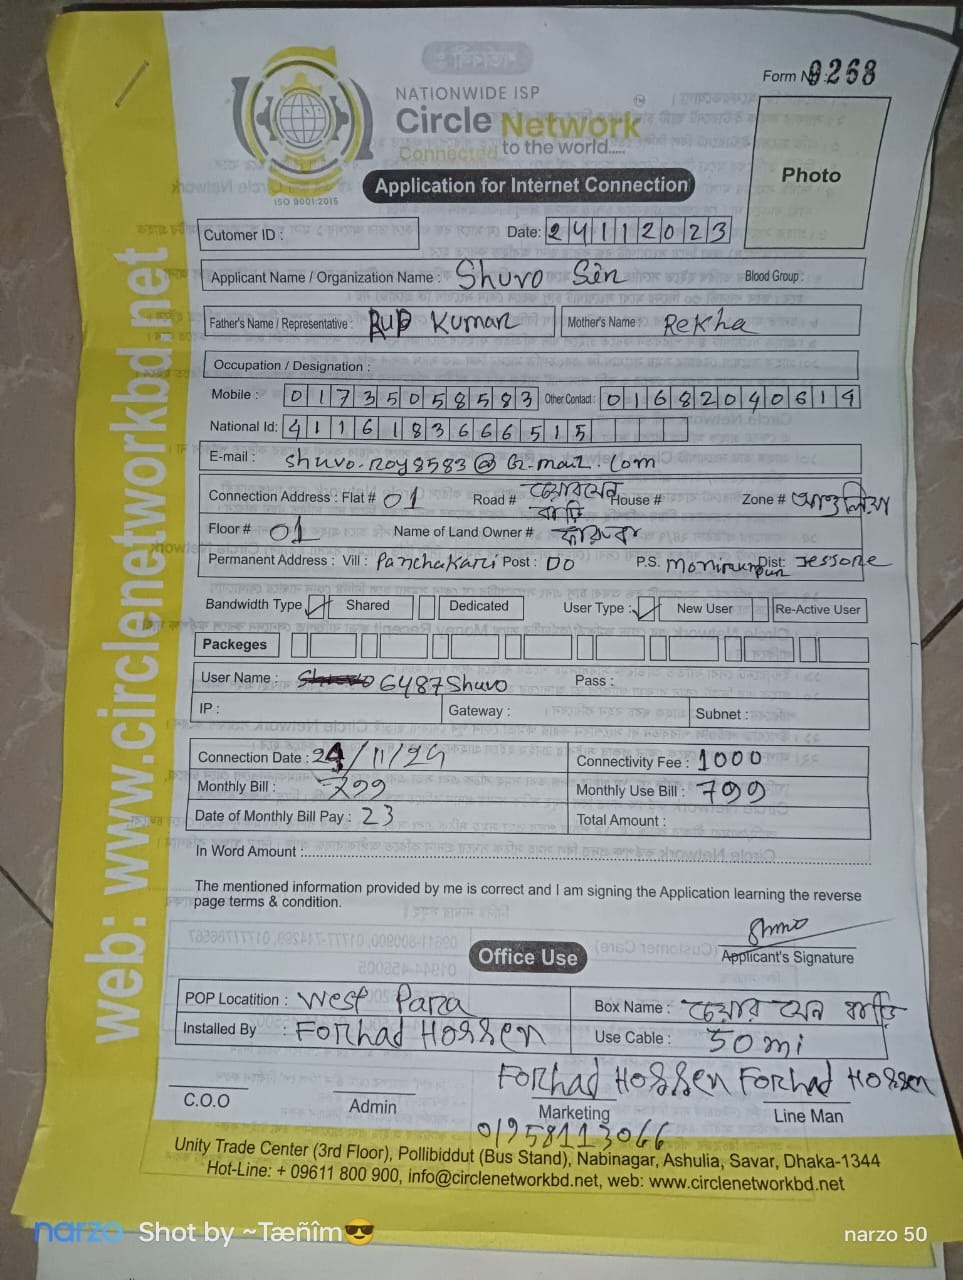 Form No: 9268
NATIONWIDE ISP
Circle Network
Connected to the world.....
ISO 9001:2015
Application for Internet Connection
Photo
Cutomer ID :
Date: 24112023
Applicant Name / Organization Name : Shuvo Sen
Blood Group :
Father's Name / Representative : Rup Kumar
Mother's Name : Rekha
Occupation / Designation :
Mobile : 01735058583 Other Contact : 01682040614
National Id: 4116183666515
E-mail : shuvo.roy8583@G-mail.com
Connection Address : Flat # 01 Road # House # Zone #
বাড়ি
Floor # 01 Name of Land Owner #
Permanent Address : Vill : Panchakari Post : DO P.S. Monirumpur Dist: Jessore
Bandwidth Type Shared Dedicated User Type : New User Re-Active User
Packeges
User Name : 6487Shuvo Pass :
IP : Gateway : Subnet :
Connection Date : 24/11/24 Connectivity Fee : 1000
Monthly Bill : 799 Monthly Use Bill : 799
Date of Monthly Bill Pay : 23 Total Amount :
In Word Amount :
The mentioned information provided by me is correct and I am signing the Application learning the reverse
page terms & condition.
Shuvo
Applicant's Signature
Office Use
POP Locatition : West Para Box Name : বাড়ি
Installed By : Forhad Hossen Use Cable : 50 mi
Forhad Hossen Forhad Hossen
C.O.O Admin Marketing Line Man
01958113066
Unity Trade Center (3rd Floor), Pollibiddut (Bus Stand), Nabinagar, Ashulia, Savar, Dhaka-1344
Hot-Line: + 09611 800 900, info@circlenetworkbd.net, web: www.circlenetworkbd.net
web: www.circlenetworkbd.net
narzo Shot by ~Tæñîm😎
narzo 50